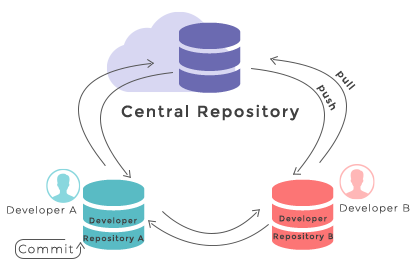 pull
push
Central Repository
Developer A
Developer
Repository A
Developer
Repository B
Developer B
Commit